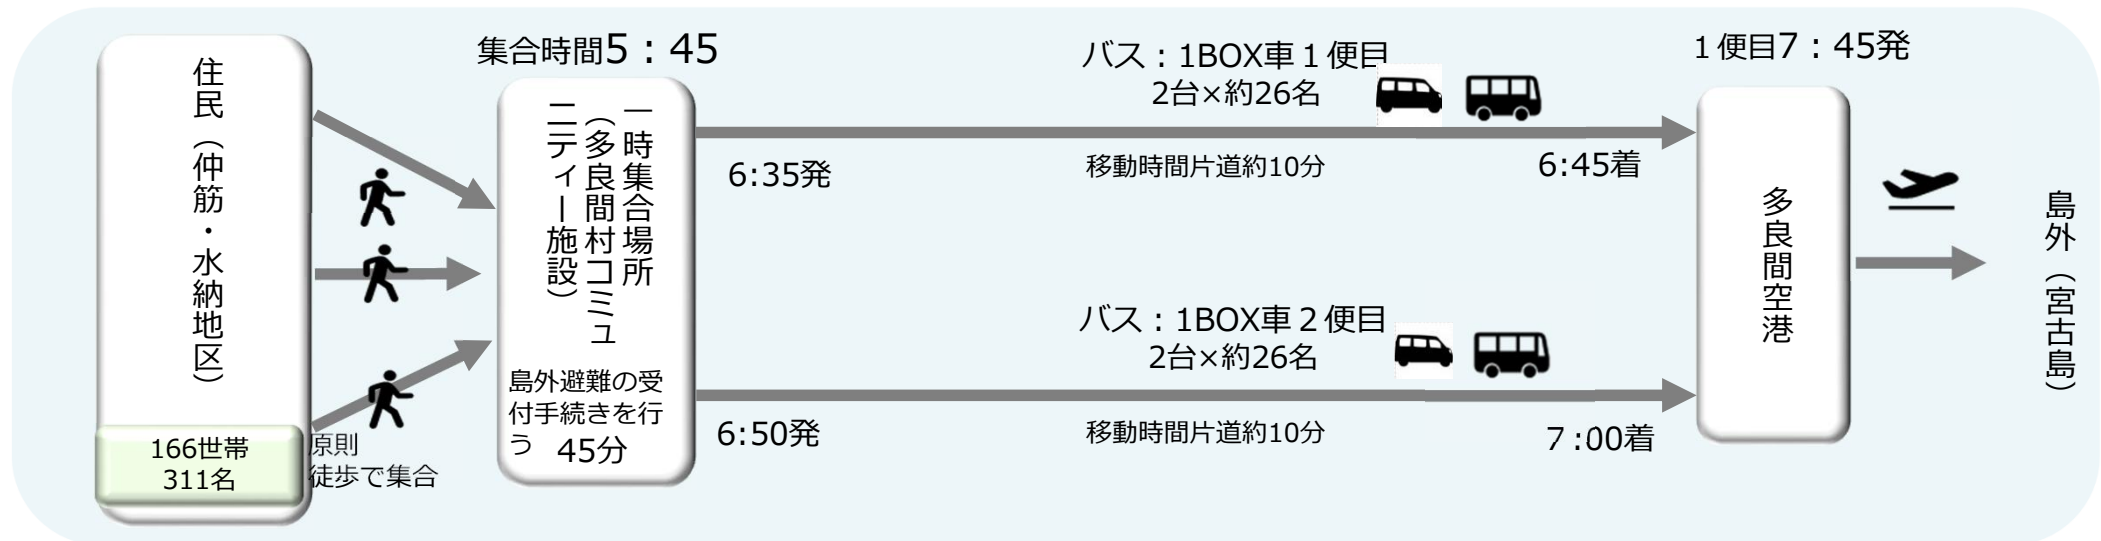 住民（仲筋・水納地区）
166世帯
311名
原則
徒歩で集合
集合時間5：45
一時集合場所
（多良間村コミュ
ニティー施設）
島外避難の受
付手続きを行
う 45分
バス：1BOX車１便目
2台×約26名
6:35発
移動時間片道約10分
6:45着
バス：1BOX車２便目
2台×約26名
6:50発
移動時間片道約10分
７:00着
１便目7：45発
多良間空港
島外（宮古島）